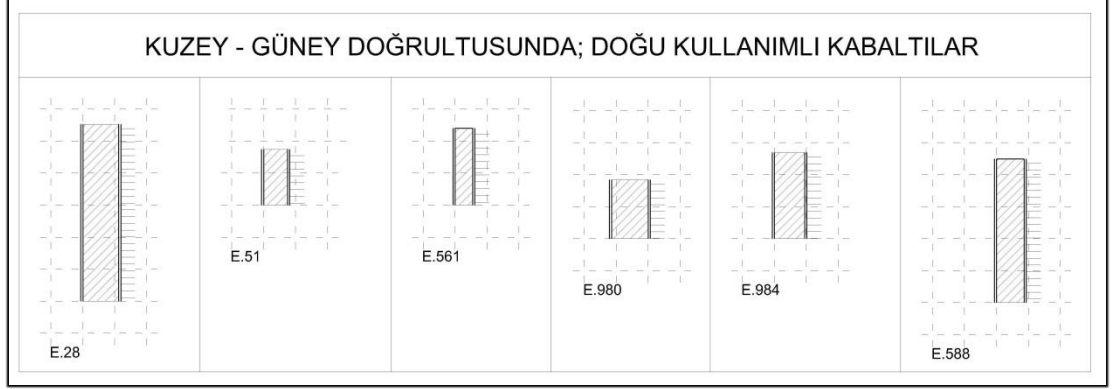 KUZEY - GÜNEY DOĞRULTUSUNDA; DOĞU KULLANIMLI KABALTILAR
E.28
E.51
E.561
E.980
E.984
E.588